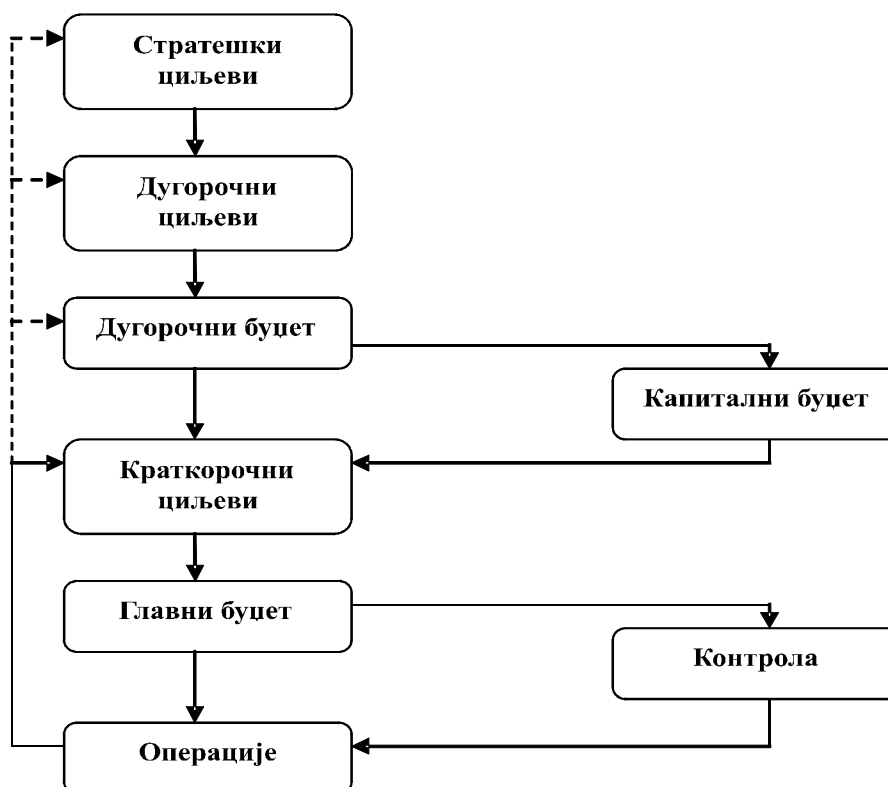 Стратешки
циљеви
Дугорочни
циљеви
Дугорочни буџет
Капитални буџет
Краткорочни
циљеви
Главни буџет
Контрола
Операције